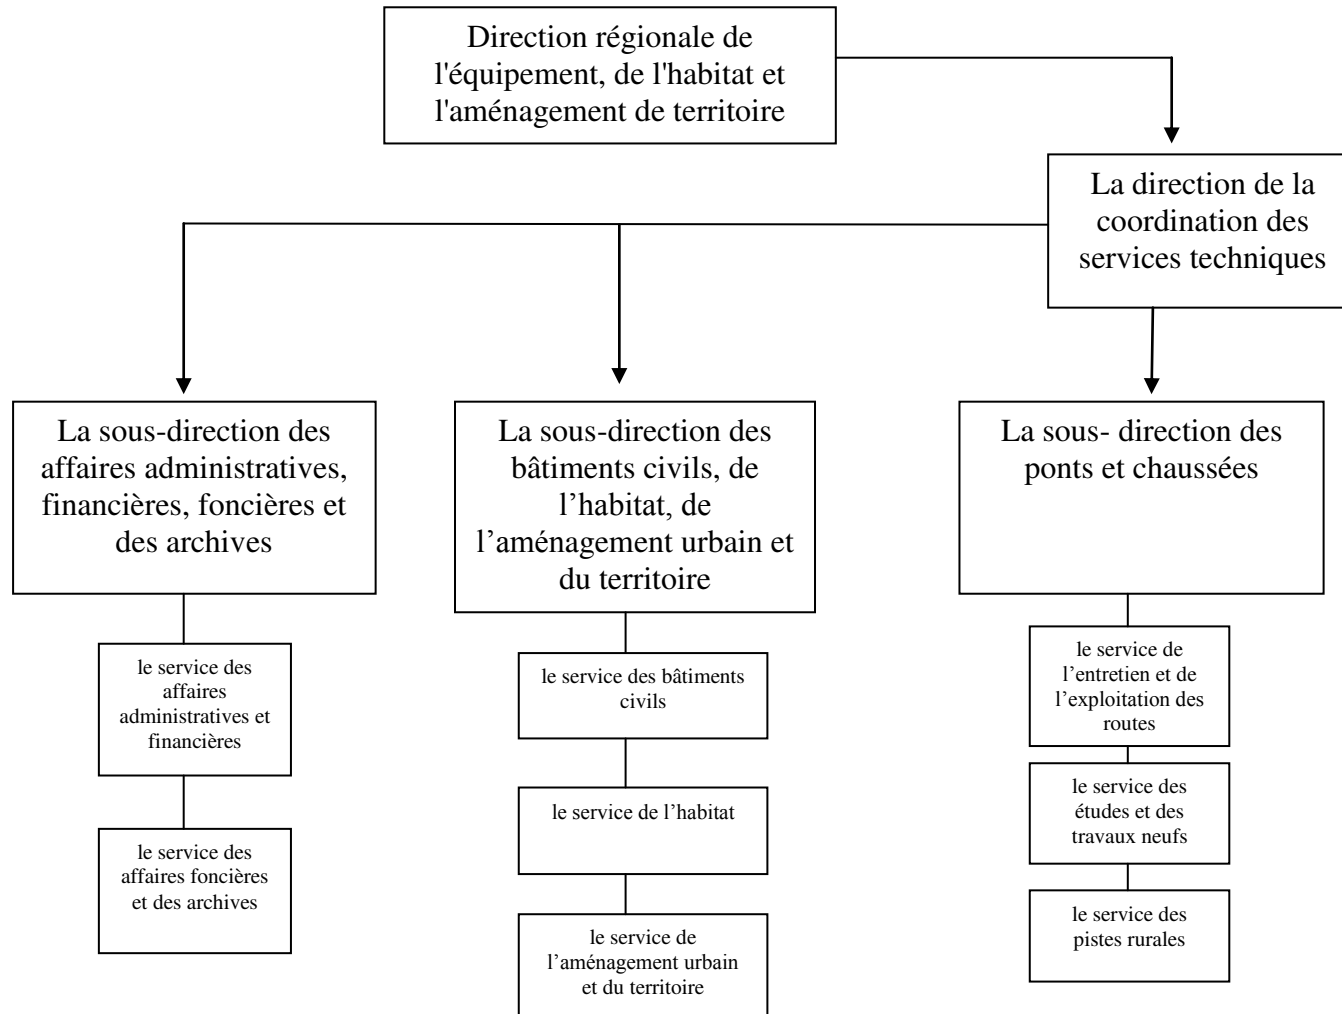 Direction régionale de
l'équipement, de l'habitat et
l'aménagement de territoire
La direction de la
coordination des
services techniques
La sous-direction des
affaires administratives,
financières, foncières et
des archives
La sous-direction des
bâtiments civils, de
l’habitat, de
l’aménagement urbain et
du territoire
La sous- direction des
ponts et chaussées
le service des
affaires
administratives et
financières
le service des
affaires foncières
et des archives
le service des bâtiments
civils
le service de l’habitat
le service de
l’aménagement urbain
et du territoire
le service de
l’entretien et de
l’exploitation des
routes
le service des
études et des
travaux neufs
le service des
pistes rurales